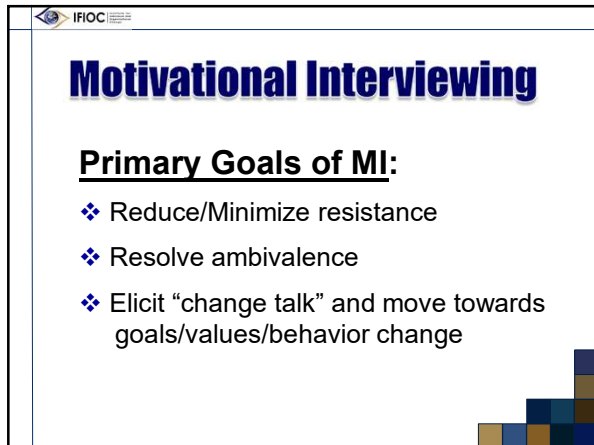 IFIOC
Motivational Interviewing
Primary Goals of MI:
❖ Reduce/Minimize resistance
❖ Resolve ambivalence
❖ Elicit “change talk” and move towards
goals/values/behavior change